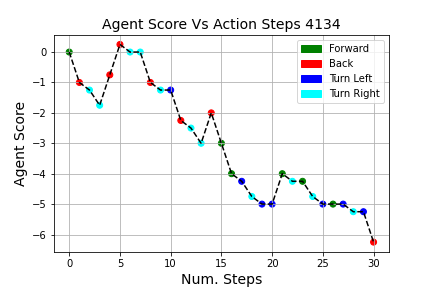 Agent Score Vs Action Steps 4134
Agent Score
0
−1
−2
−3
−4
−5
−6
Forward
Back
Turn Left
Turn Right
0 5 10 15 20 25 30
Num. Steps